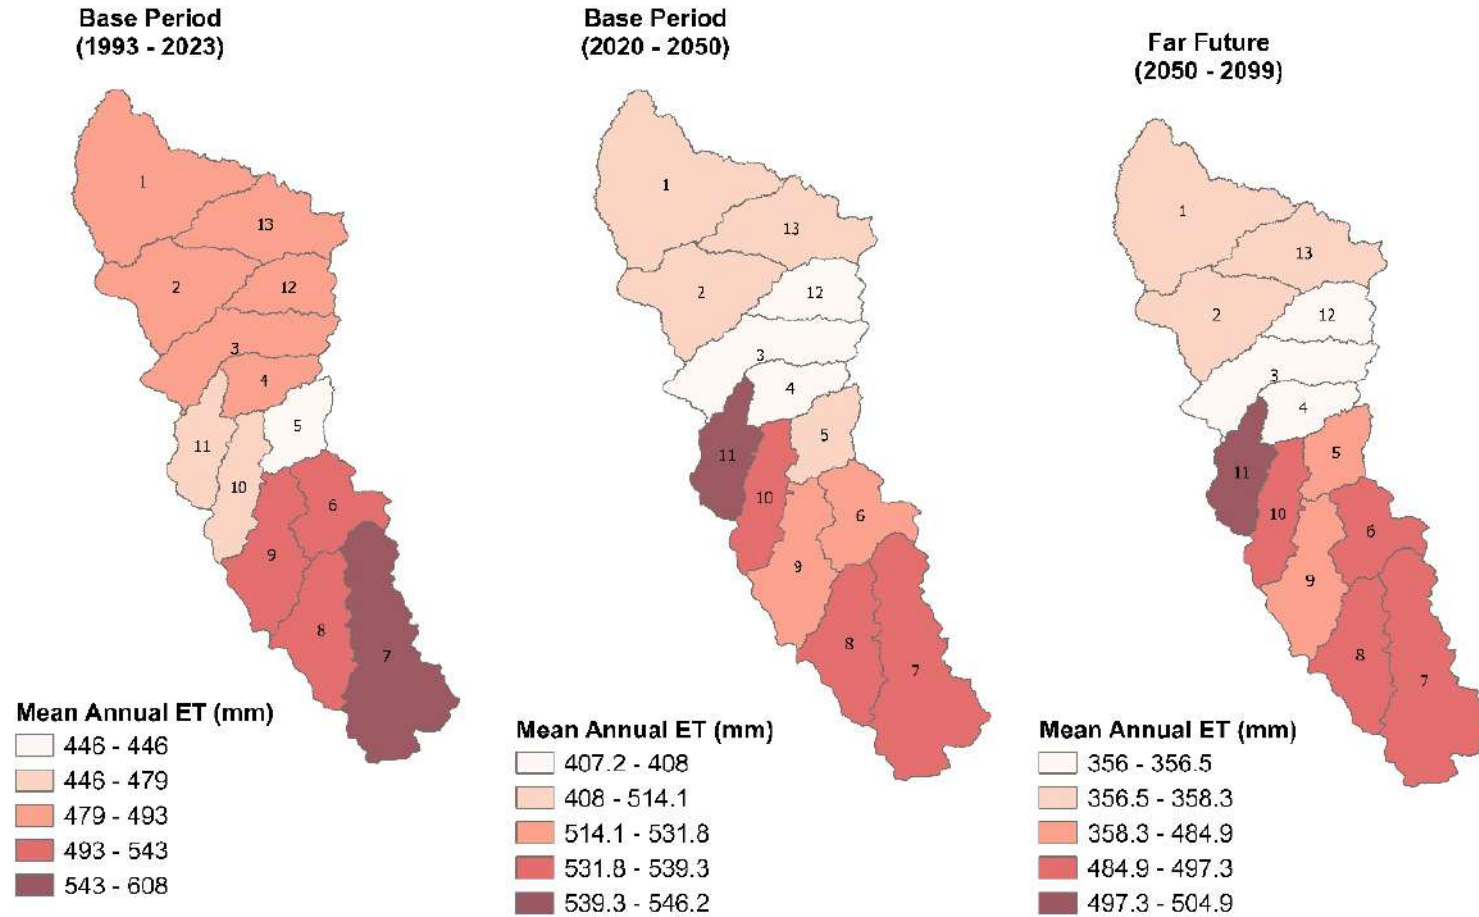 Base Period
(1993 - 2023)
1
13
2
12
3
4
5
11
10
6
9
8
7
Mean Annual ET (mm)
446 - 446
446 - 479
479 - 493
493 - 543
543 - 608
Base Period
(2020 - 2050)
1
13
2
12
3
4
5
11
10
6
9
8
7
Mean Annual ET (mm)
407.2 - 408
408 - 514.1
514.1 - 531.8
531.8 - 539.3
539.3 - 546.2
Far Future
(2050 - 2099)
1
13
2
12
3
4
5
11
10
6
9
8
7
Mean Annual ET (mm)
356 - 356.5
356.5 - 358.3
358.3 - 484.9
484.9 - 497.3
497.3 - 504.9